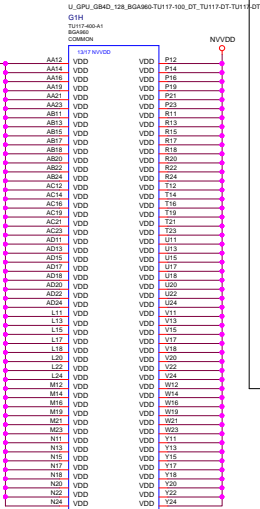 U_GPU_GB4D_128_BGA960-TU117-100_DT_TU117-DT-TU117-DT
G1H
TU117-400-A1
BGA960
COMMON
NVVDD
13/17 NVVDD
AA12 VDD VDD P12
AA14 VDD VDD P14
AA16 VDD VDD P16
AA19 VDD VDD P19
AA21 VDD VDD P21
AA23 VDD VDD P23
AB11 VDD VDD R11
AB13 VDD VDD R13
AB15 VDD VDD R15
AB17 VDD VDD R17
AB18 VDD VDD R18
AB20 VDD VDD R20
AB22 VDD VDD R22
AB24 VDD VDD R24
AC12 VDD VDD T12
AC14 VDD VDD T14
AC16 VDD VDD T16
AC19 VDD VDD T19
AC21 VDD VDD T21
AC23 VDD VDD T23
AD11 VDD VDD U11
AD13 VDD VDD U13
AD15 VDD VDD U15
AD17 VDD VDD U17
AD18 VDD VDD U18
AD20 VDD VDD U20
AD22 VDD VDD U22
AD24 VDD VDD U24
L11 VDD VDD V11
L13 VDD VDD V13
L15 VDD VDD V15
L17 VDD VDD V17
L18 VDD VDD V18
L20 VDD VDD V20
L22 VDD VDD V22
L24 VDD VDD V24
M12 VDD VDD W12
M14 VDD VDD W14
M16 VDD VDD W16
M19 VDD VDD W19
M21 VDD VDD W21
M23 VDD VDD W23
N11 VDD VDD Y11
N13 VDD VDD Y13
N15 VDD VDD Y15
N17 VDD VDD Y17
N18 VDD VDD Y18
N20 VDD VDD Y20
N22 VDD VDD Y22
N24 VDD VDD Y24